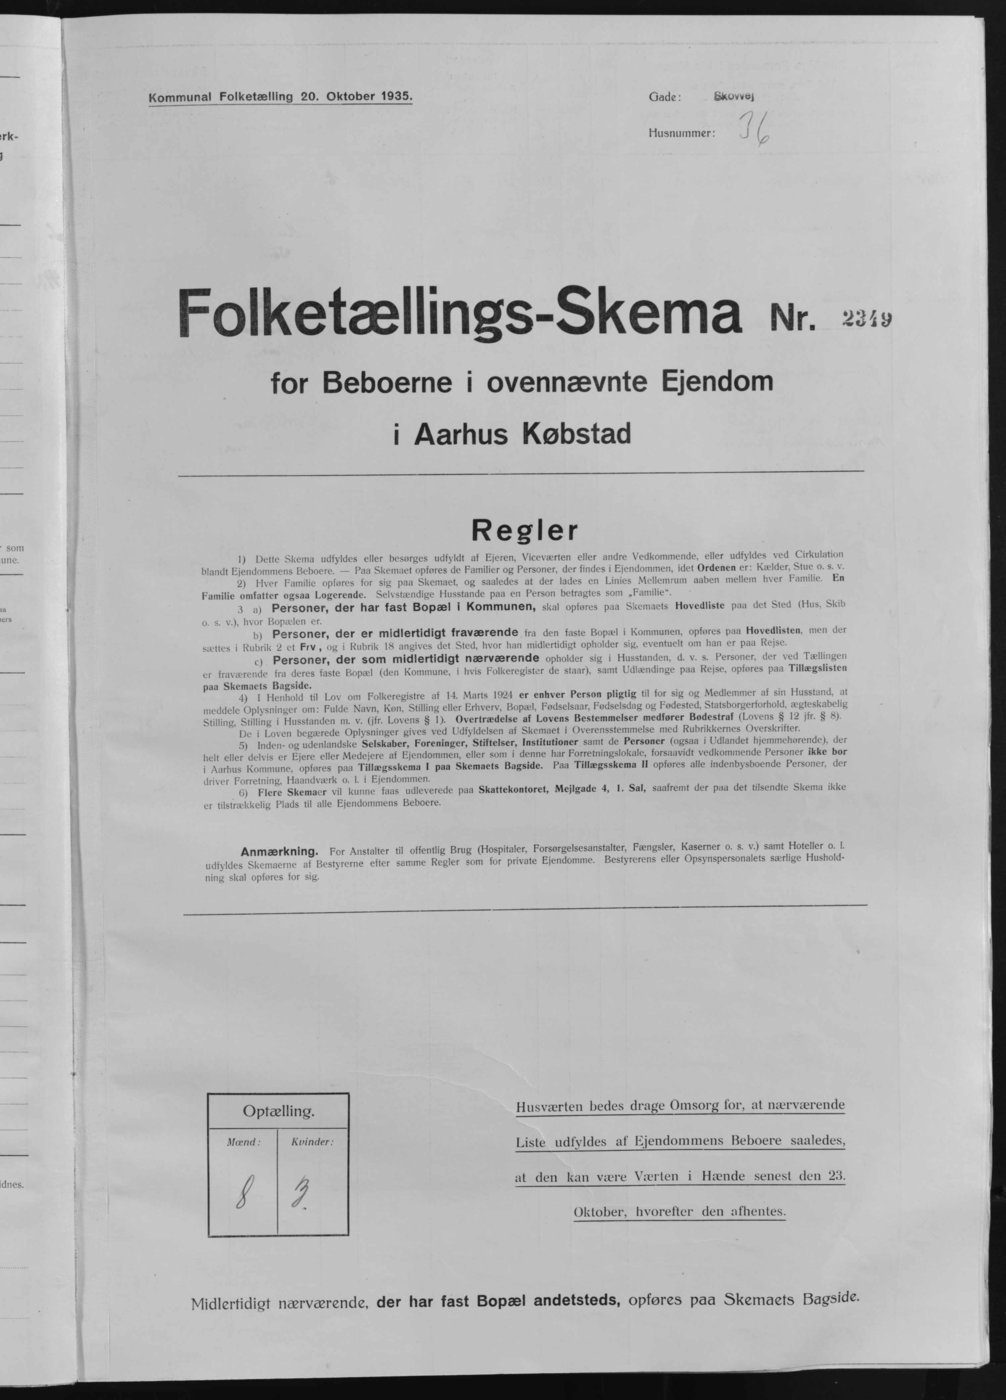 Kommunal Folketælling 20. Oktober 1935.
Gade: Skovvej
Husnummer: 36
Folketællings-Skema Nr. 2349
for Beboerne i ovennævnte Ejendom
i Aarhus Købstad
Regler
1) Dette Skema udfyldes eller besørges udfyldt af Ejeren, Viceværten eller andre Vedkommende, eller udfyldes ved Cirkulation
blandt Ejendommens Beboere. — Paa Skemaet opføres de Familier og Personer, der findes i Ejendommen, idet Ordenen er: Kælder, Stue o. s. v.
2) Hver Familie opføres for sig paa Skemaet, og saaledes at der lades en Linies Mellemrum aaben mellem hver Familie. En
Familie omfatter ogsaa Logerende. Selvstændige Husstande paa en Person betragtes som „Familie“.
3 a) Personer, der har fast Bopæl i Kommunen, skal opføres paa Skemaets Hovedliste paa det Sted (Hus, Skib
o. s. v.), hvor Bopælen er.
b) Personer, der er midlertidigt fraværende fra den faste Bopæl i Kommunen, opføres paa Hovedlisten, men der
sættes i Rubrik 2 et Frv, og i Rubrik 18 angives det Sted, hvor han midlertidigt opholder sig, eventuelt om han er paa Rejse.
c) Personer, der som midlertidigt nærværende opholder sig i Husstanden, d. v. s. Personer, der ved Tællingen
er fraværende fra deres faste Bopæl (den Kommune, i hvis Folkeregister de staar), samt Udlændinge paa Rejse, opføres paa Tillægslisten
paa Skemaets Bagside.
4) I Henhold til Lov om Folkeregistre af 14. Marts 1924 er enhver Person pligtig til for sig og Medlemmer af sin Husstand, at
meddele Oplysninger om: Fulde Navn, Køn, Stilling eller Erhverv, Bopæl, Fødselsaar, Fødselsdag og Fødested, Statsborgerforhold, ægteskabelig
Stilling, Stilling i Husstanden m. v. (jfr. Lovens § 1). Overtrædelse af Lovens Bestemmelser medfører Bødestraf (Lovens § 12 jfr. § 8).
De i Loven begærede Oplysninger gives ved Udfyldelsen af Skemaet i Overensstemmelse med Rubrikkernes Overskrifter.
5) Inden- og udenlandske Selskaber, Foreninger, Stiftelser, Institutioner samt de Personer (ogsaa i Udlandet hjemmehørende), der
helt eller delvis er Ejere eller Medejere af Ejendommen, eller som i denne har Forretningslokale, forsaavidt vedkommende Personer ikke bor
i Aarhus Kommune, opføres paa Tillægsskema I paa Skemaets Bagside. Paa Tillægsskema II opføres alle indenbysboende Personer, der
driver Forretning, Haandværk o. l. i Ejendommen.
6) Flere Skemaer vil kunne faas udleverede paa Skattekontoret, Mejlgade 4, 1. Sal, saafremt der paa det tilsendte Skema ikke
er tilstrækkelig Plads til alle Ejendommens Beboere.
Anmærkning. For Anstalter til offentlig Brug (Hospitaler, Forsørgelsesanstalter, Fængsler, Kaserner o. s. v.) samt Hoteller o. l.
udfyldes Skemaerne af Bestyrerne efter samme Regler som for private Ejendomme. Bestyrerens eller Opsynspersonalets særlige Hushold-
ning skal opføres for sig.
Optælling.
Mænd: Kvinder:
8 3.
Husværten bedes drage Omsorg for, at nærværende
Liste udfyldes af Ejendommens Beboere saaledes,
at den kan være Værten i Hænde senest den 23.
Oktober, hvorefter den afhentes.
Midlertidigt nærværende, der har fast Bopæl andetsteds, opføres paa Skemaets Bagside.